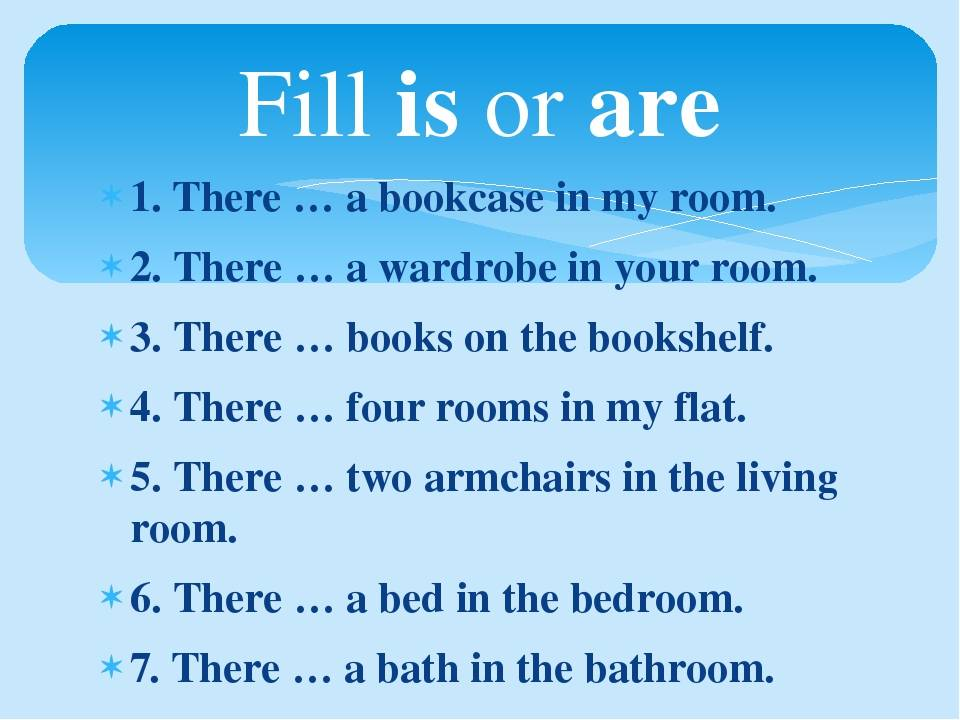 Fill is or are
1. There … a bookcase in my room.
2. There … a wardrobe in your room.
3. There … books on the bookshelf.
4. There … four rooms in my flat.
5. There … two armchairs in the living
room.
6. There … a bed in the bedroom.
7. There … a bath in the bathroom.